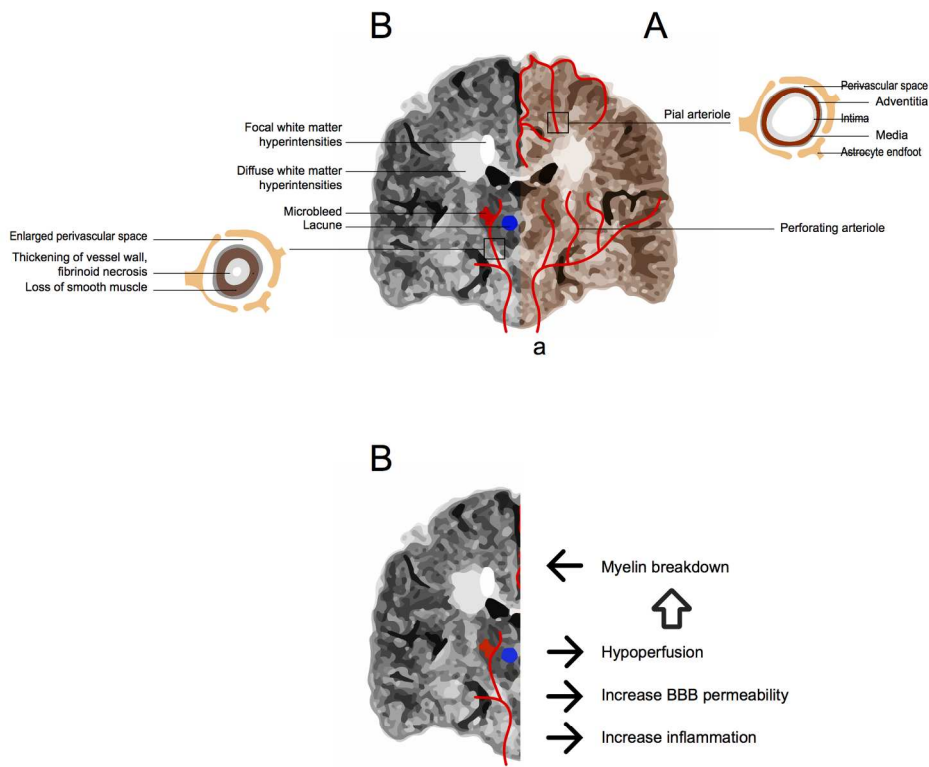 B
A
Perivascular space
Adventitia
Intima
Media
Astrocyte endfoot
Pial arteriole
Focal white matter
hyperintensities
Diffuse white matter
hyperintensities
Microbleed
Lacune
Perforating arteriole
Enlarged perivascular space
Thickening of vessel wall,
fibrinoid necrosis
Loss of smooth muscle
a
B
Myelin breakdown
Hypoperfusion
Increase BBB permeability
Increase inflammation